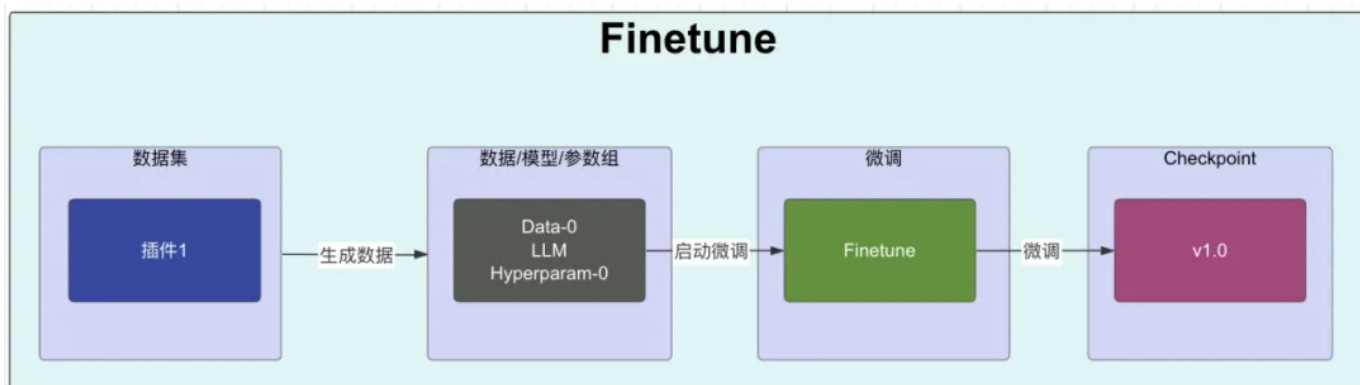 Finetune
数据集
插件1
生成数据
数据/模型/参数组
Data-0
LLM
Hyperparam-0
启动微调
微调
Finetune
微调
Checkpoint
v1.0